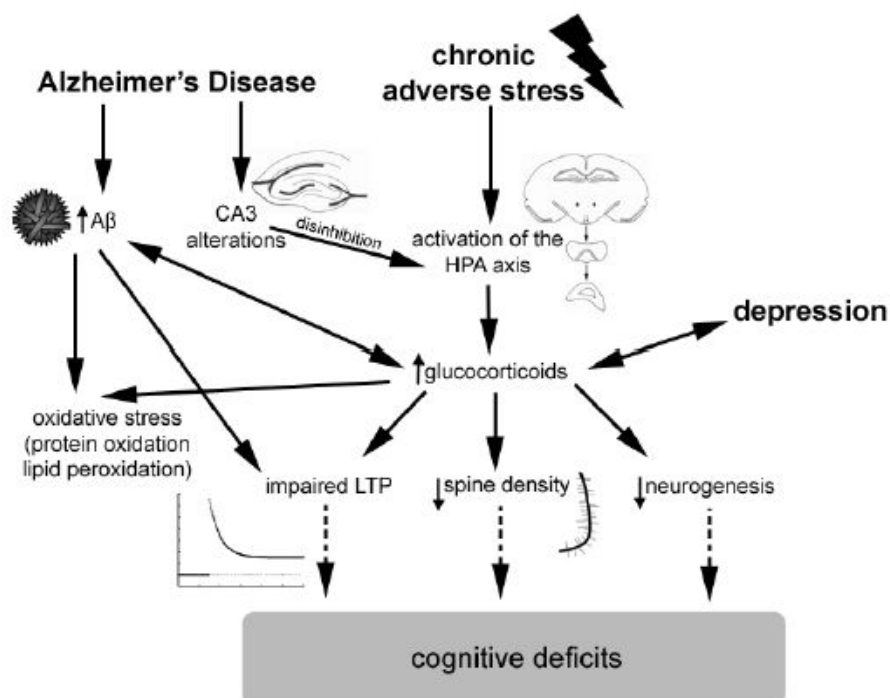 chronic
adverse stress
Alzheimer's Disease
↑Aβ
CA3
alterations
disinhibition
activation of the
HPA axis
depression
↑glucocorticoids
oxidative stress
(protein oxidation
lipid peroxidation)
impaired LTP
↓spine density
↓neurogenesis
cognitive deficits